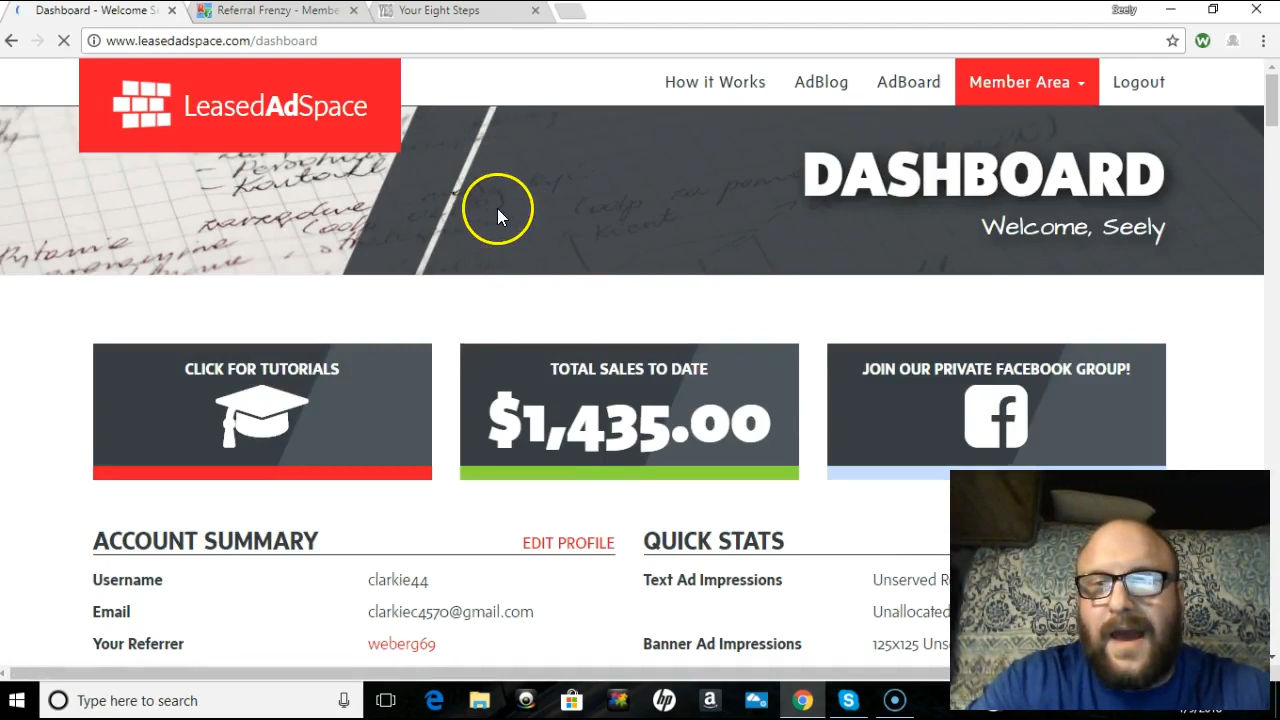 Dashboard - Welcome S
Referral Frenzy - Membe
Your Eight Steps
Seely
www.leasedadspace.com/dashboard
LeasedAdSpace
How it Works
AdBlog
AdBoard
Member Area
Logout
DASHBOARD
Welcome, Seely
CLICK FOR TUTORIALS
TOTAL SALES TO DATE
$1,435.00
JOIN OUR PRIVATE FACEBOOK GROUP!
ACCOUNT SUMMARY
EDIT PROFILE
Username clarkie44
Email clarkiec4570@gmail.com
Your Referrer weberg69
QUICK STATS
Text Ad Impressions Unserved R
Unallocated
Banner Ad Impressions 125x125 Uns
Type here to search